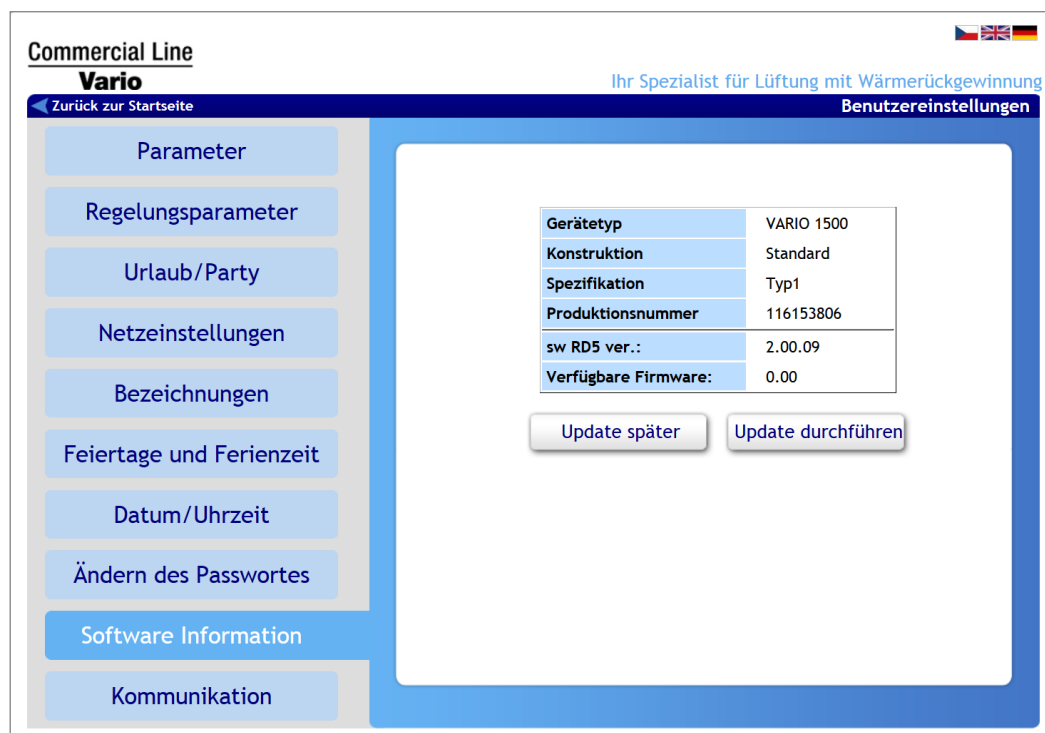 Commercial Line
Vario
Ihr Spezialist für Lüftung mit Wärmerückgewinnung
Zurück zur Startseite
Benutzereinstellungen
Parameter
Regelungsparameter
Urlaub/Party
Netzeinstellungen
Bezeichnungen
Feiertage und Ferienzeit
Datum/Uhrzeit
Ändern des Passwortes
Software Information
Kommunikation
Gerätetyp VARIO 1500
Konstruktion Standard
Spezifikation Typ1
Produktionsnummer 116153806
sw RD5 ver.: 2.00.09
Verfügbare Firmware: 0.00
Update später Update durchführen